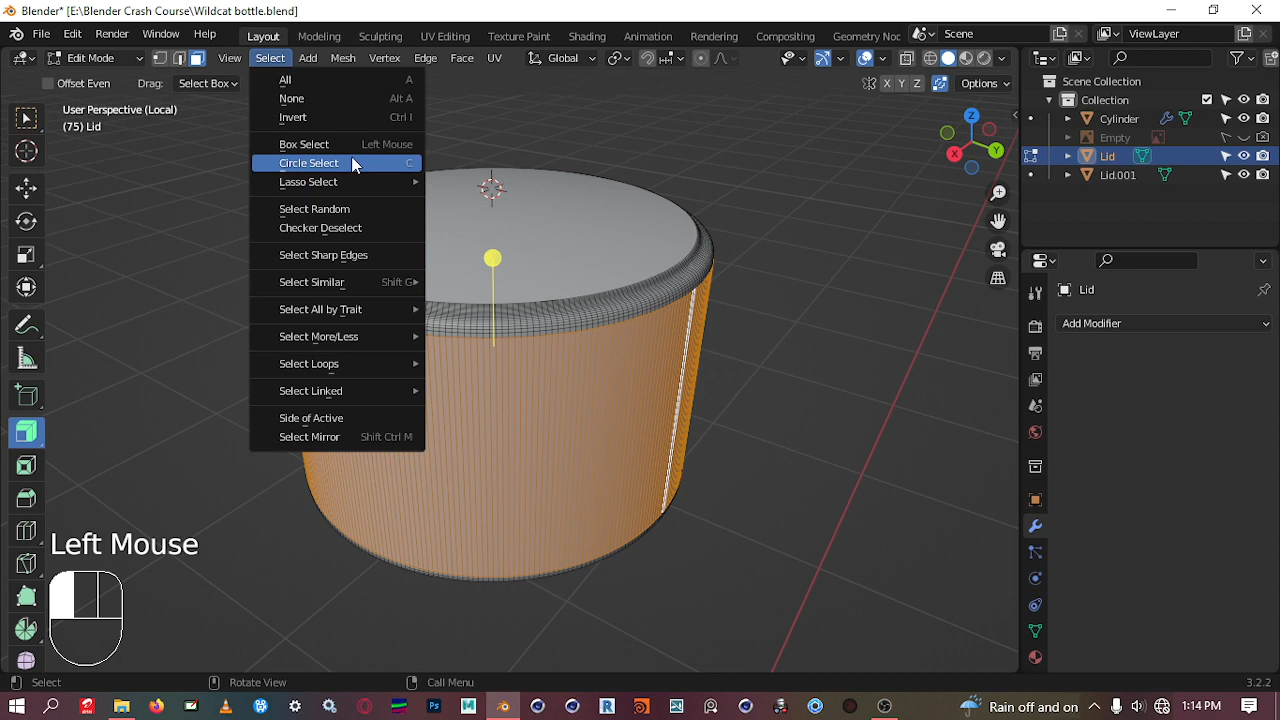 Blender* [E:\Blender Crash Course\Wildcat bottle.blend]
File Edit Render Window Help Layout Modeling Sculpting UV Editing Texture Paint Shading Animation Rendering Compositing Geometry Noc Scene ViewLayer
Edit Mode View Select Add Mesh Vertex Edge Face UV Global
Offset Even Drag: Select Box X Y Z Options
User Perspective (Local)
(75) Lid
All A
None Alt A
Invert Ctrl I
Box Select Left Mouse
Circle Select C
Lasso Select
Select Random
Checker Deselect
Select Sharp Edges
Select Similar Shift G
Select All by Trait
Select More/Less
Select Loops
Select Linked
Side of Active
Select Mirror Shift Ctrl M
Z
Y
X
Scene Collection
Collection
Cylinder
Empty
Lid
Lid.001
Lid
Add Modifier
Left Mouse
Select Rotate View Call Menu 3.2.2
Rain off and on 1:14 PM